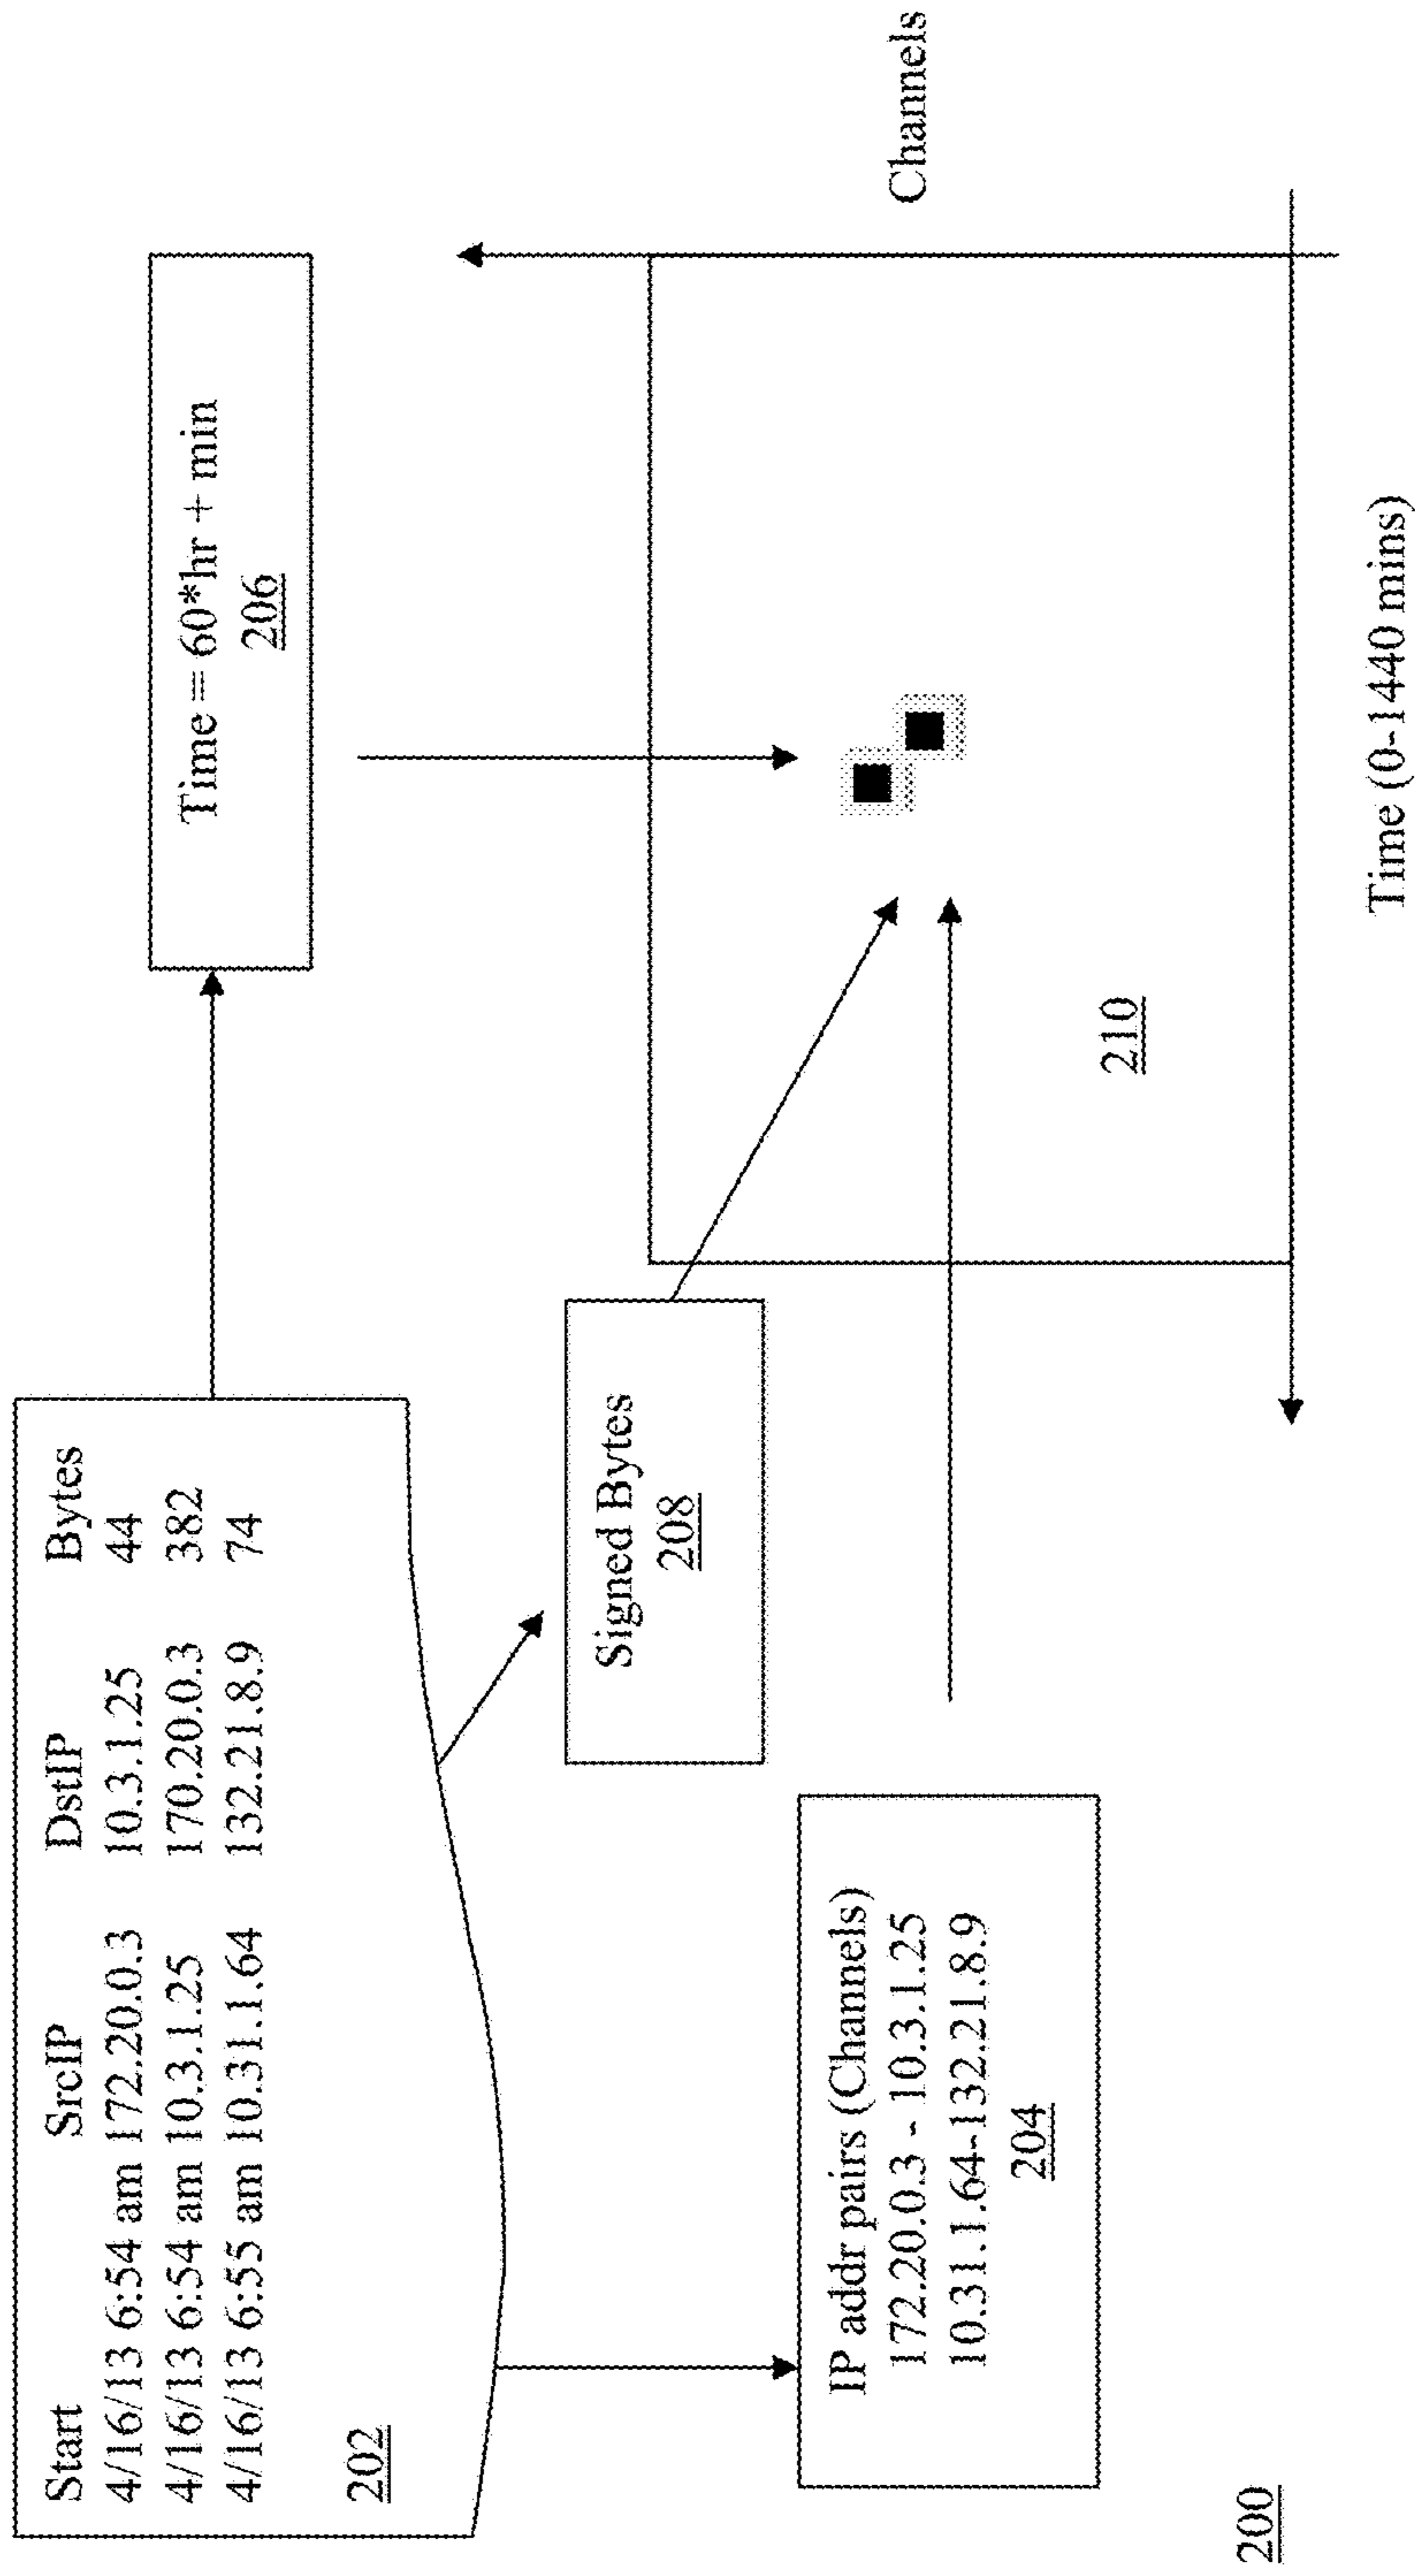 Start SrcIP DstIP Bytes
4/16/13 6:54 am 172.20.0.3 10.3.1.25 44
4/16/13 6:54 am 10.3.1.25 170.20.0.3 382
4/16/13 6:55 am 10.31.1.64 132.21.8.9 74
202
Time = 60*hr + min
206
Signed Bytes
208
IP addr pairs (Channels)
172.20.0.3 - 10.3.1.25
10.31.1.64-132.21.8.9
204
210
Channels
Time (0-1440 mins)
200